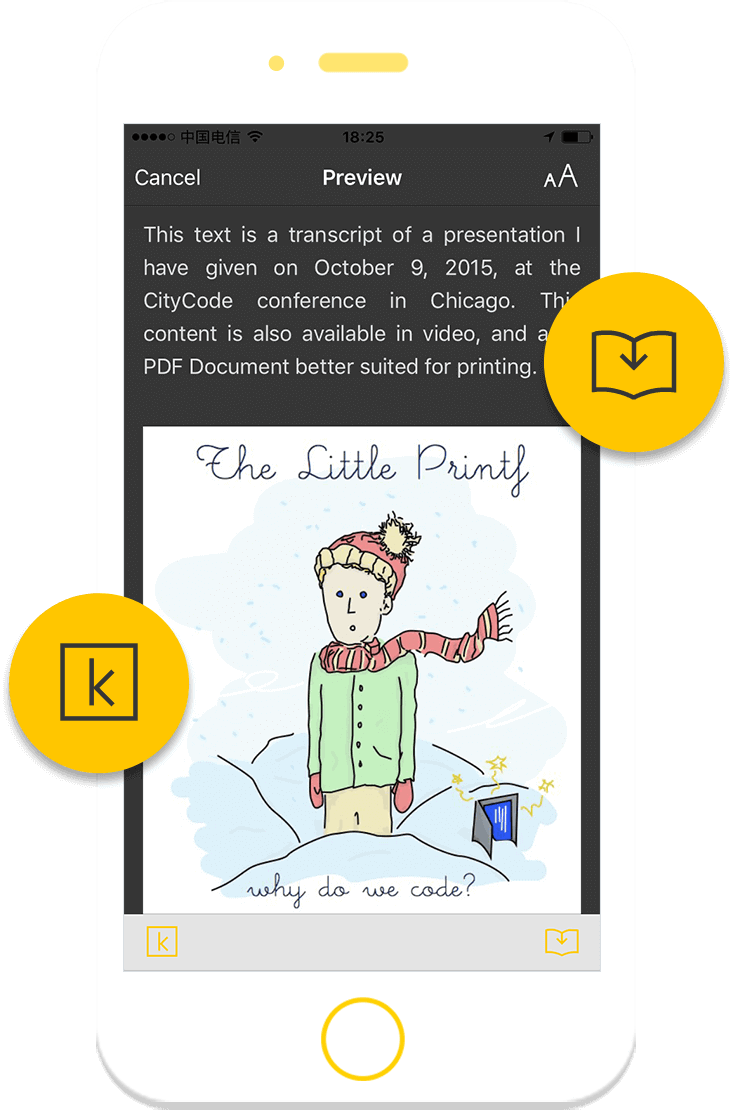 中国电信 18:25
Cancel Preview AA
This text is a transcript of a presentation I
have given on October 9, 2015, at the
CityCode conference in Chicago.
content is also available in video, and
PDF Document better suited for printing.
The Little Printf
k
why do we code?
k